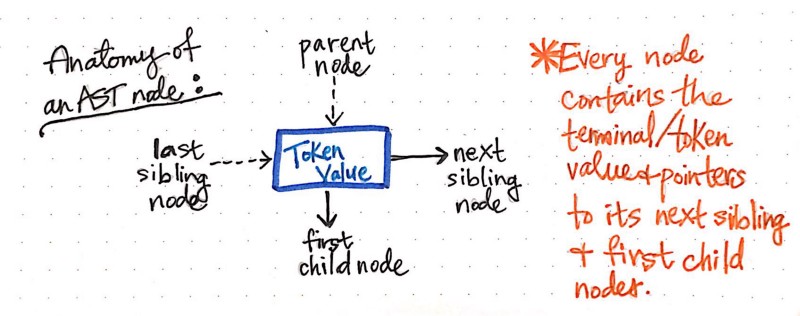 Anatomy of
an AST node:
parent
node
last
sibling
node
Token
Value
next
sibling
node
first
child node
*Every node
contains the
terminal/token
value + pointers
to its next sibling
+ first child
nodes.